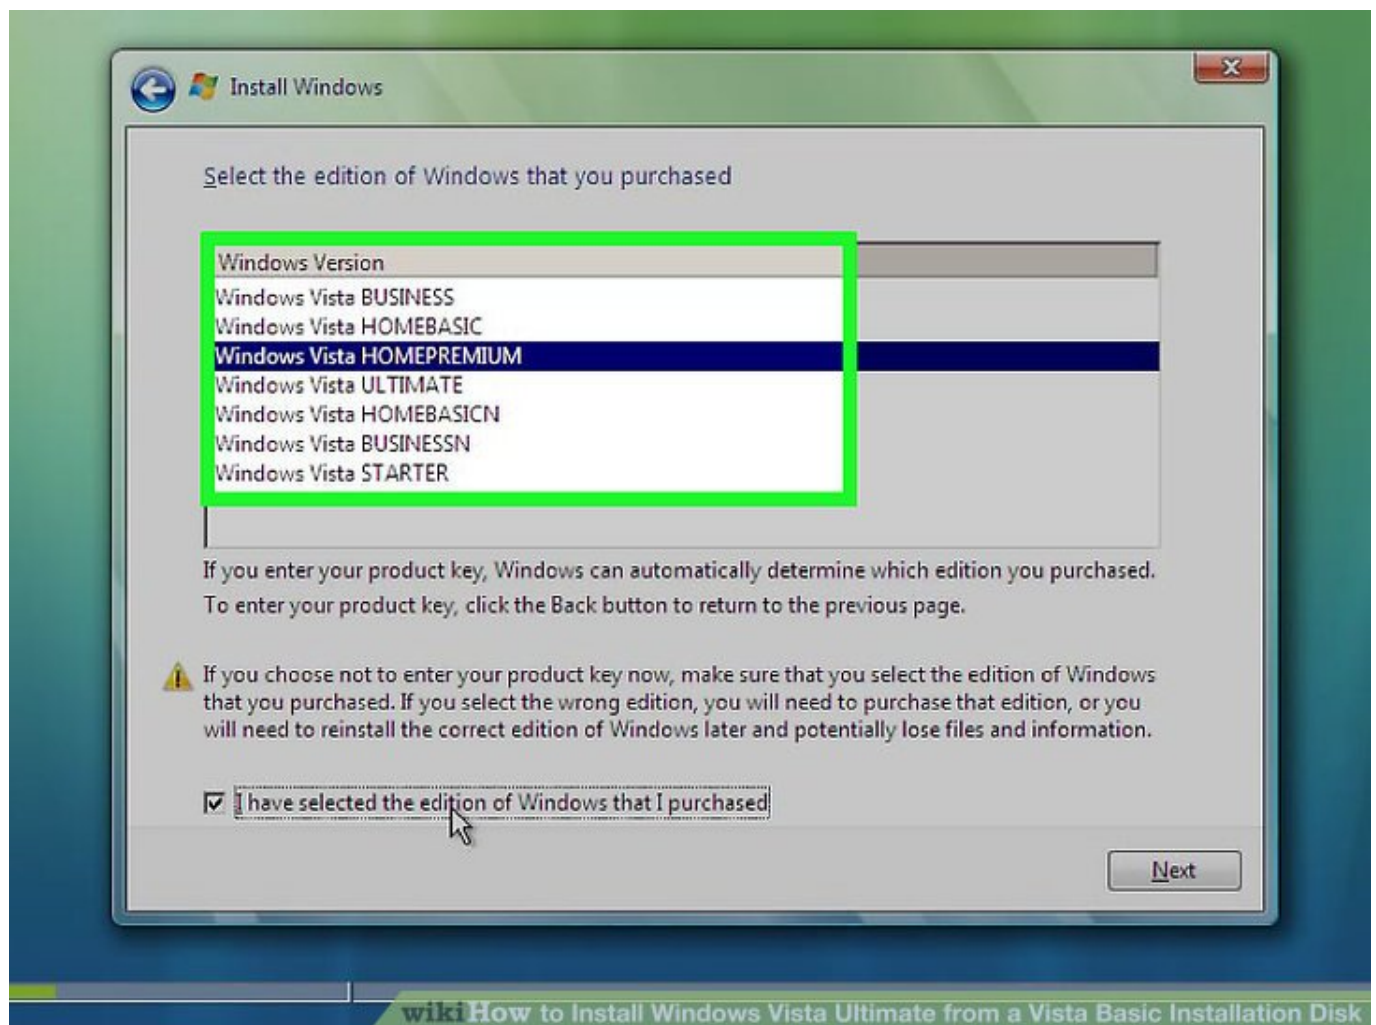 Install Windows
Select the edition of Windows that you purchased
Windows Version
Windows Vista BUSINESS
Windows Vista HOMEBASIC
Windows Vista HOMEPREMIUM
Windows Vista ULTIMATE
Windows Vista HOMEBASICN
Windows Vista BUSINESSN
Windows Vista STARTER
If you enter your product key, Windows can automatically determine which edition you purchased.
To enter your product key, click the Back button to return to the previous page.
If you choose not to enter your product key now, make sure that you select the edition of Windows
that you purchased. If you select the wrong edition, you will need to purchase that edition, or you
will need to reinstall the correct edition of Windows later and potentially lose files and information.
I have selected the edition of Windows that I purchased
Next
wikiHow to Install Windows Vista Ultimate from a Vista Basic Installation Disk